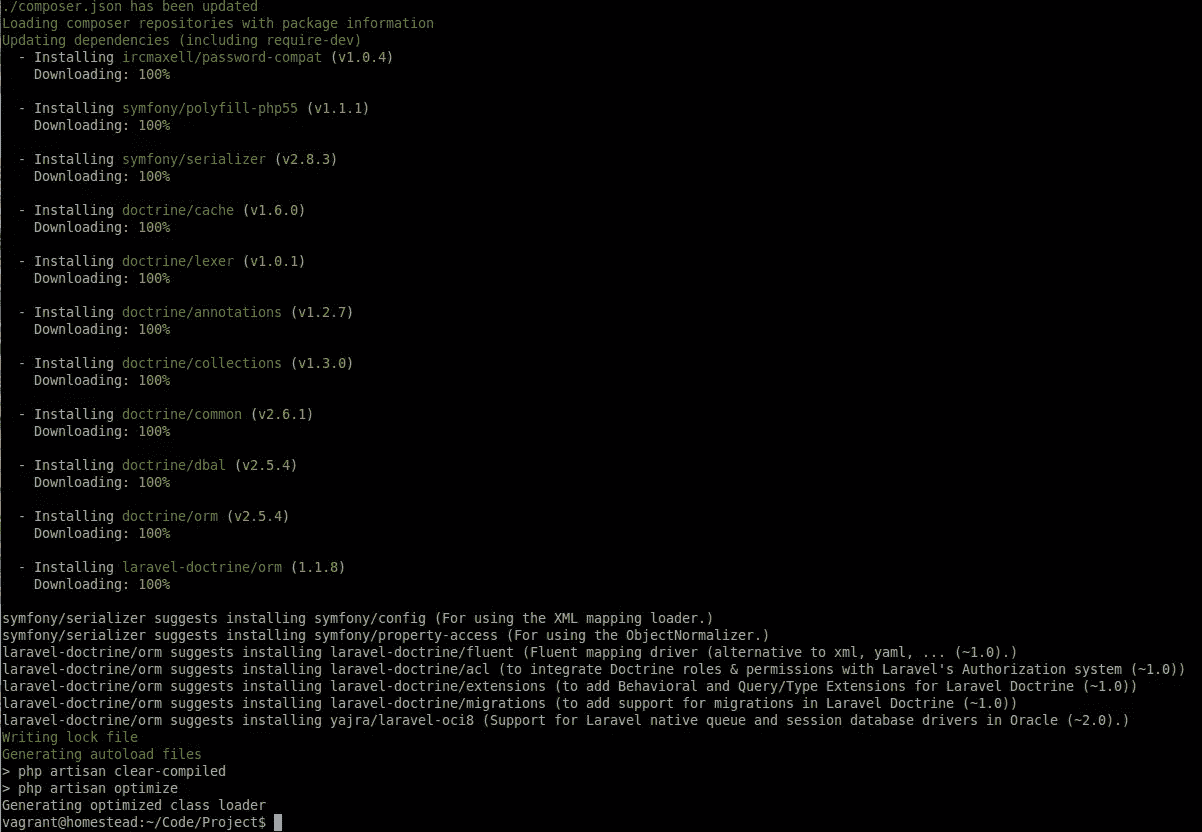 ./composer.json has been updated
Loading composer repositories with package information
Updating dependencies (including require-dev)
- Installing ircmaxell/password-compat (v1.0.4)
Downloading: 100%
- Installing symfony/polyfill-php55 (v1.1.1)
Downloading: 100%
- Installing symfony/serializer (v2.8.3)
Downloading: 100%
- Installing doctrine/cache (v1.6.0)
Downloading: 100%
- Installing doctrine/lexer (v1.0.1)
Downloading: 100%
- Installing doctrine/annotations (v1.2.7)
Downloading: 100%
- Installing doctrine/collections (v1.3.0)
Downloading: 100%
- Installing doctrine/common (v2.6.1)
Downloading: 100%
- Installing doctrine/dbal (v2.5.4)
Downloading: 100%
- Installing doctrine/orm (v2.5.4)
Downloading: 100%
- Installing laravel-doctrine/orm (1.1.8)
Downloading: 100%
symfony/serializer suggests installing symfony/config (For using the XML mapping loader.)
symfony/serializer suggests installing symfony/property-access (For using the ObjectNormalizer.)
laravel-doctrine/orm suggests installing laravel-doctrine/fluent (Fluent mapping driver (alternative to xml, yaml, ... (~1.0).)
laravel-doctrine/orm suggests installing laravel-doctrine/acl (to integrate Doctrine roles & permissions with Laravel's Authorization system (~1.0))
laravel-doctrine/orm suggests installing laravel-doctrine/extensions (to add Behavioral and Query/Type Extensions for Laravel Doctrine (~1.0))
laravel-doctrine/orm suggests installing laravel-doctrine/migrations (to add support for migrations in Laravel Doctrine (~1.0))
laravel-doctrine/orm suggests installing yajra/laravel-oci8 (Support for Laravel native queue and session database drivers in Oracle (~2.0).)
Writing lock file
Generating autoload files
> php artisan clear-compiled
> php artisan optimize
Generating optimized class loader
vagrant@homestead:~/Code/Project$